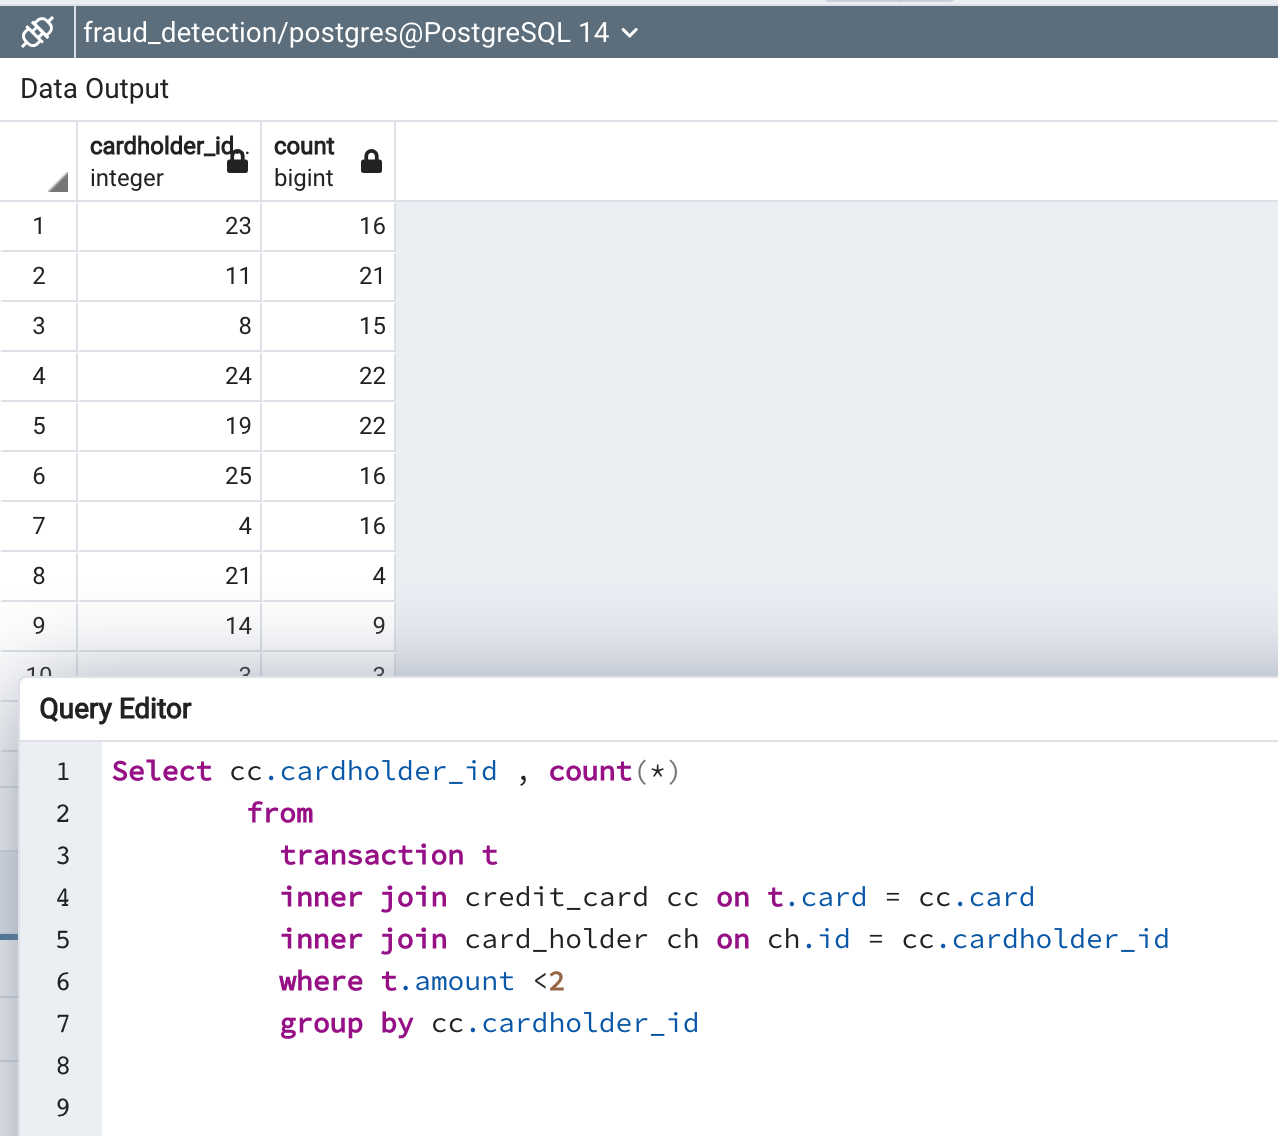 fraud_detection/postgres@PostgreSQL 14
Data Output
cardholder_id count
integer bigint
1 23 16
2 11 21
3 8 15
4 24 22
5 19 22
6 25 16
7 4 16
8 21 4
9 14 9
10 3 3
Query Editor
1 Select cc.cardholder_id , count(*)
2 from
3 transaction t
4 inner join credit_card cc on t.card = cc.card
5 inner join card_holder ch on ch.id = cc.cardholder_id
6 where t.amount <2
7 group by cc.cardholder_id
8
9